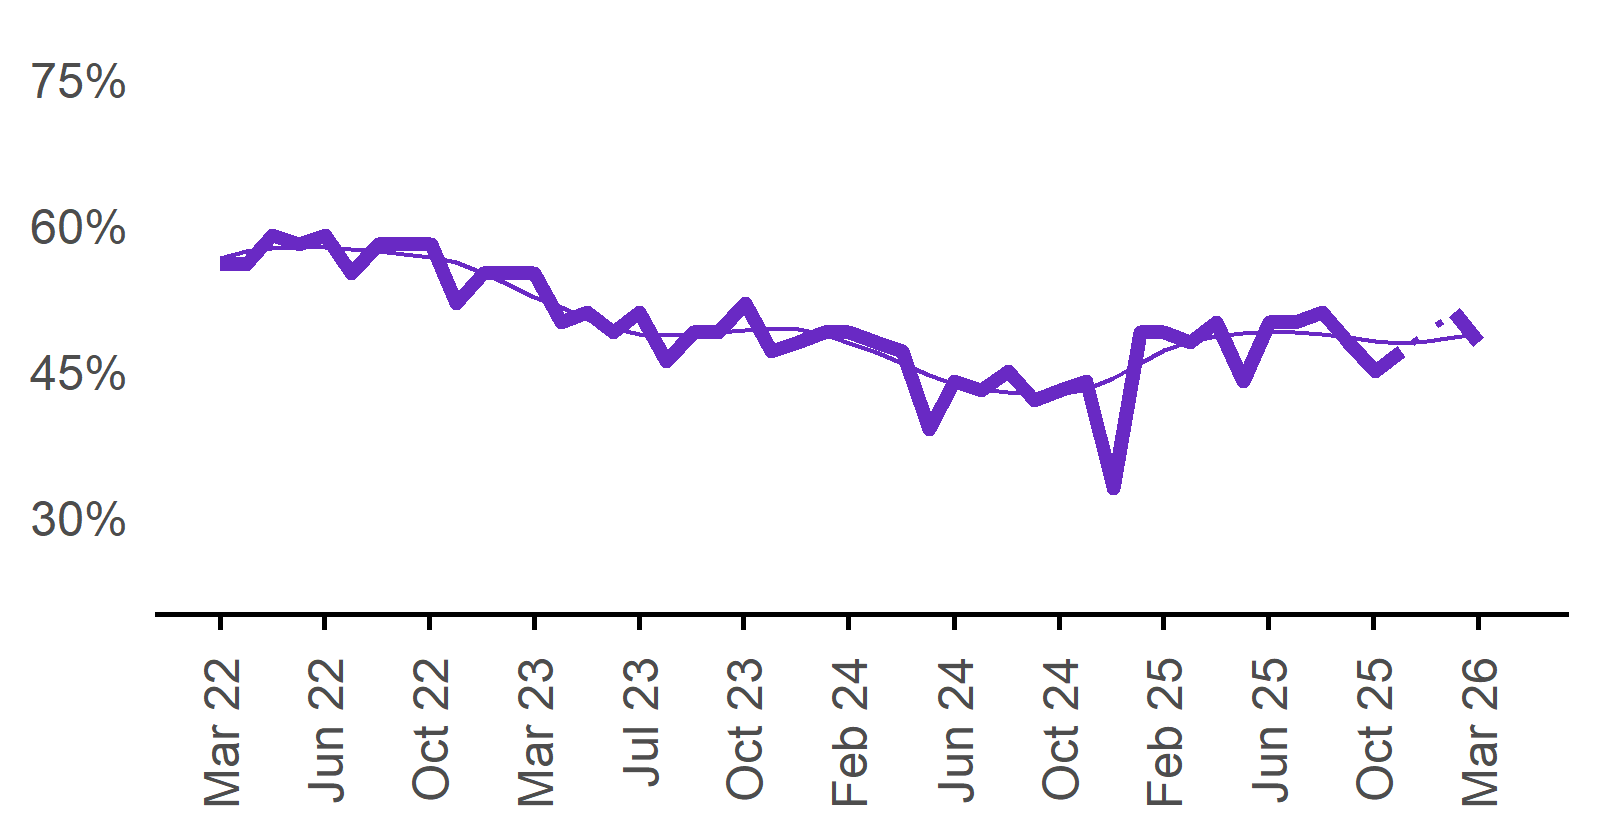 75%
60%
45%
30%
Mar 22
Jun 22
Oct 22
Mar 23
Jul 23
Oct 23
Feb 24
Jun 24
Oct 24
Feb 25
Jun 25
Oct 25
Mar 26